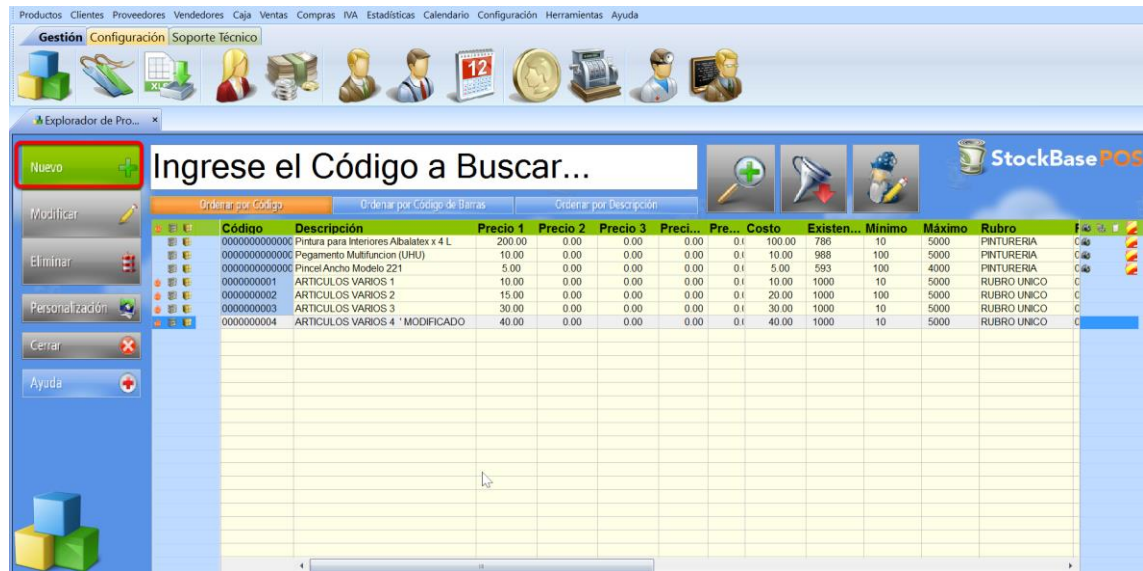 Productos Clientes Proveedores Vendedores Caja Ventas Compras IVA Estadísticas Calendario Configuración Herramientas Ayuda
Gestión Configuración Soporte Técnico
XLS 12
Explorador de Pro... ×
Nuevo
Modificar
Eliminar
Personalización
Cerrar
Ayuda
Ingrese el Código a Buscar...
StockBase POS
Ordenar por Código Ordenar por Código de Barras Ordenar por Descripción
Código Descripción Precio 1 Precio 2 Precio 3 Preci... Pre... Costo Existen... Mínimo Máximo Rubro
Pintura para Interiores Albalatex x 4 L 200.00 0.00 0.00 0.00 100.00 786 10 5000 PINTURERIA
Pegamento Multifuncion (UHU) 10.00 0.00 0.00 0.00 10.00 988 100 5000 PINTURERIA
Pincel Ancho Modelo 221 5.00 0.00 0.00 0.00 5.00 593 100 4000 PINTURERIA
0000000001 ARTICULOS VARIOS 1 10.00 0.00 0.00 0.00 10.00 1000 10 5000 RUBRO UNICO
0000000002 ARTICULOS VARIOS 2 15.00 0.00 0.00 0.00 20.00 1000 100 5000 RUBRO UNICO
0000000003 ARTICULOS VARIOS 3 30.00 0.00 0.00 0.00 30.00 1000 10 5000 RUBRO UNICO
0000000004 ARTICULOS VARIOS 4 ' MODIFICADO 40.00 0.00 0.00 0.00 40.00 1000 10 5000 RUBRO UNICO